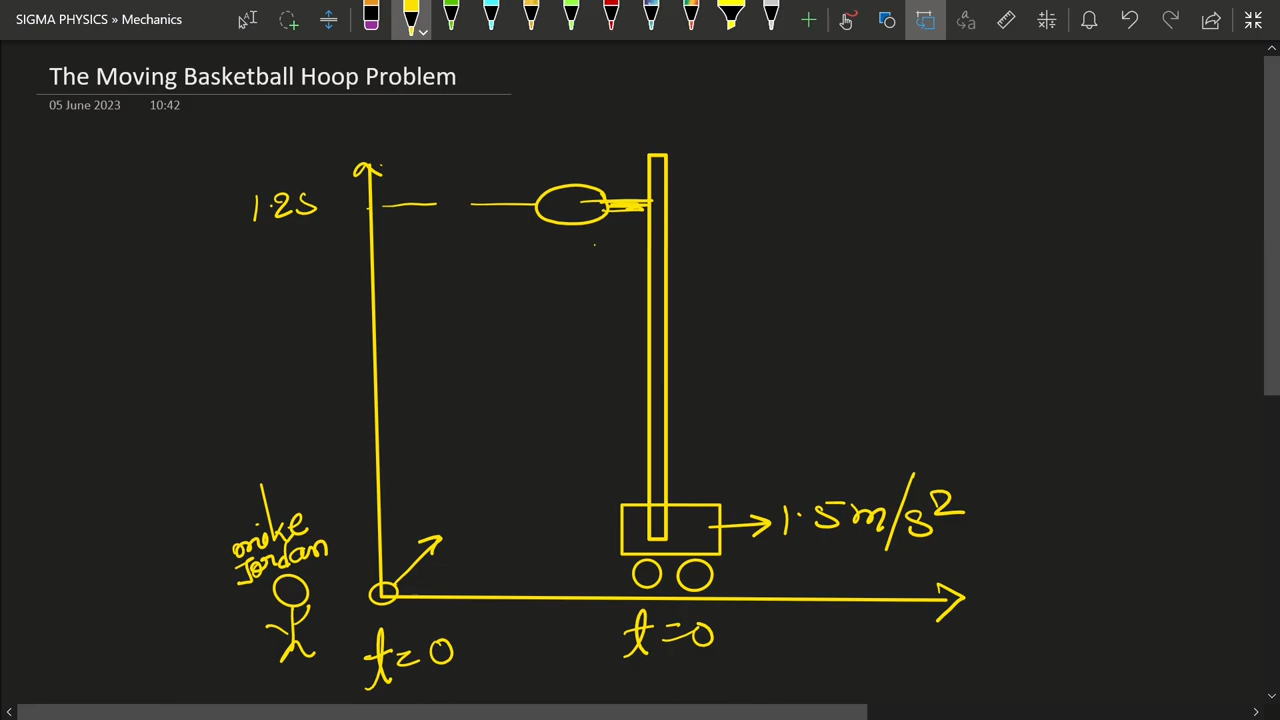 SIGMA PHYSICS » Mechanics
The Moving Basketball Hoop Problem
05 June 2023 10:42
1.25
1.5m/s²
mike
Jordan
t=0
t=0